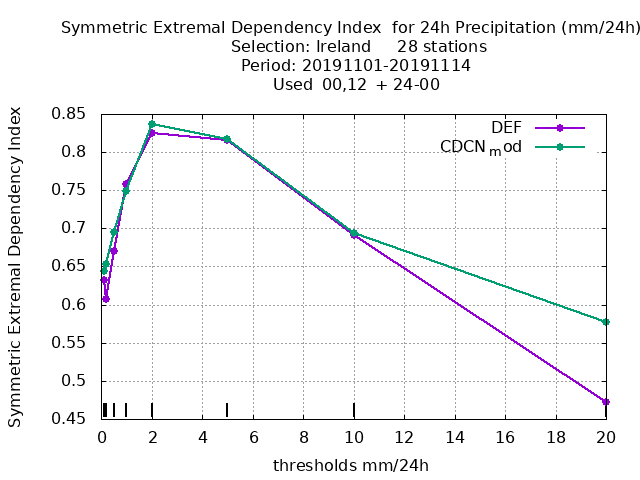 Symmetric Extremal Dependency Index for 24h Precipitation (mm/24h)
Selection: Ireland 28 stations
Period: 20191101-20191114
Used 00,12 + 24-00
Symmetric Extremal Dependency Index
0.85
0.8
0.75
0.7
0.65
0.6
0.55
0.5
0.45
DEF
CDCNmod
0 2 4 6 8 10 12 14 16 18 20
thresholds mm/24h